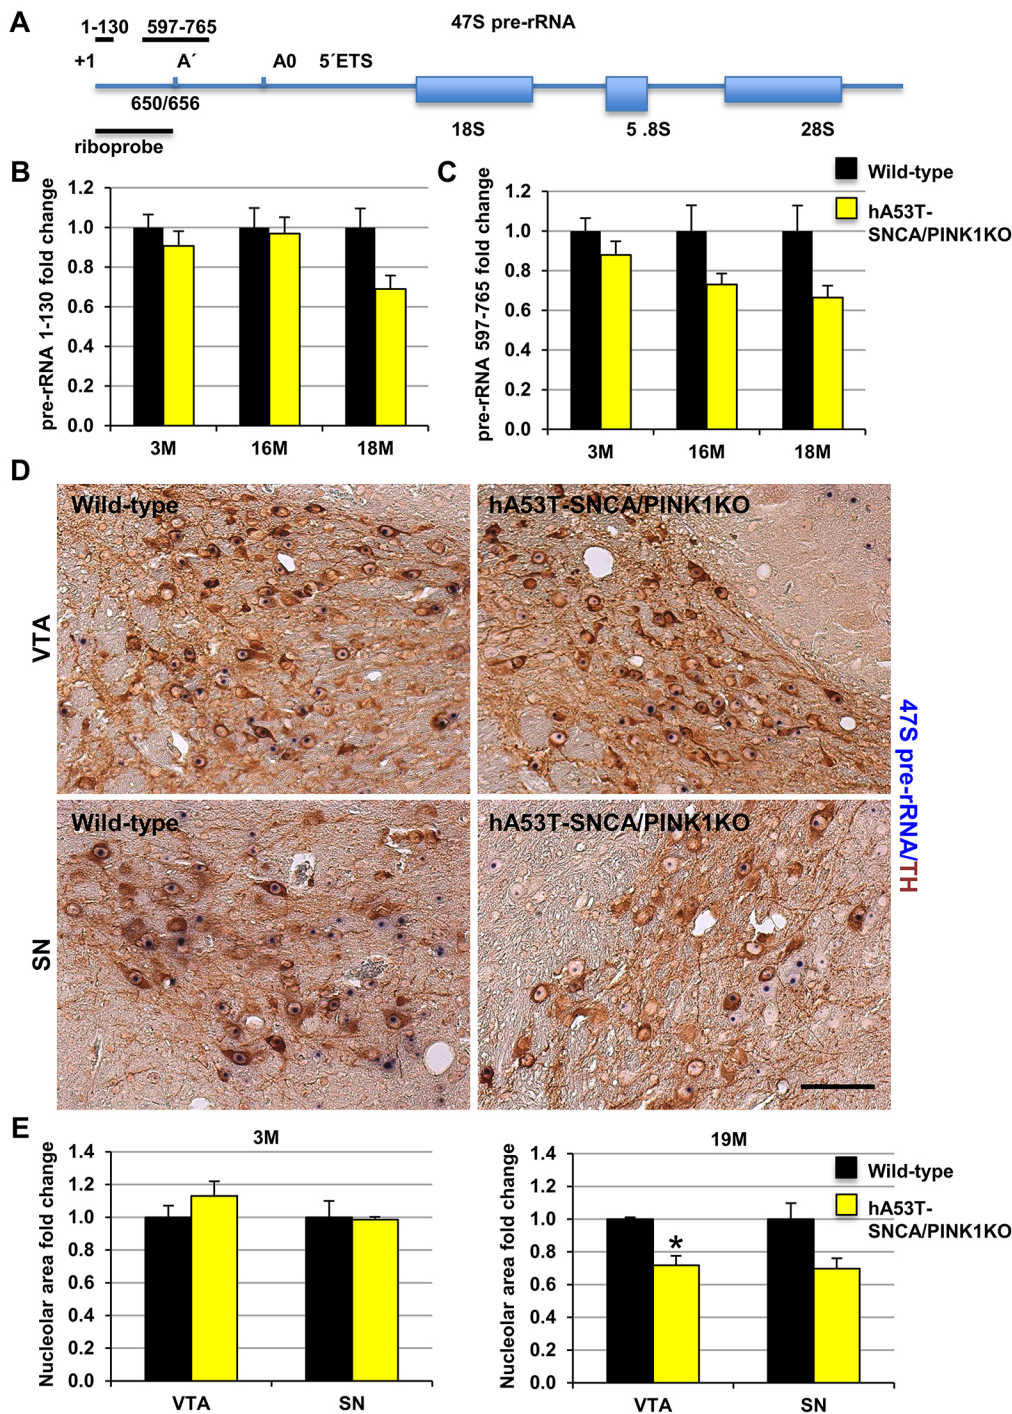 A
47S pre-rRNA
1-130 597-765
+1 A´ A0 5´ETS
650/656
18S 5 .8S 28S
riboprobe
B
pre-rRNA 1-130 fold change
1.2
1.0
0.8
0.6
0.4
0.2
0.0
3M 16M 18M
C
pre-rRNA 597-765 fold change
1.2
1.0
0.8
0.6
0.4
0.2
0.0
3M 16M 18M
Wild-type
hA53T-
SNCA/PINK1KO
D
Wild-type hA53T-SNCA/PINK1KO
VTA
Wild-type hA53T-SNCA/PINK1KO
SN
47S pre-rRNA/TH
E
3M
Nucleolar area fold change
1.4
1.2
1.0
0.8
0.6
0.4
0.2
0.0
VTA SN
19M
Nucleolar area fold change
1.4
1.2
1.0
0.8
0.6
0.4
0.2
0.0
*
VTA SN
Wild-type
hA53T-
SNCA/PINK1KO